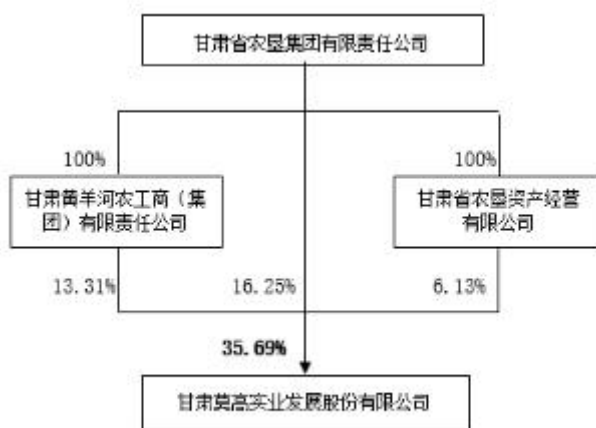 甘肃省农垦集团有限责任公司
100%
100%
甘肃黄羊河农工商（集
团）有限责任公司
甘肃省农垦资产经营
有限公司
13.31%
16.25%
6.13%
35.69%
甘肃莫高实业发展股份有限公司